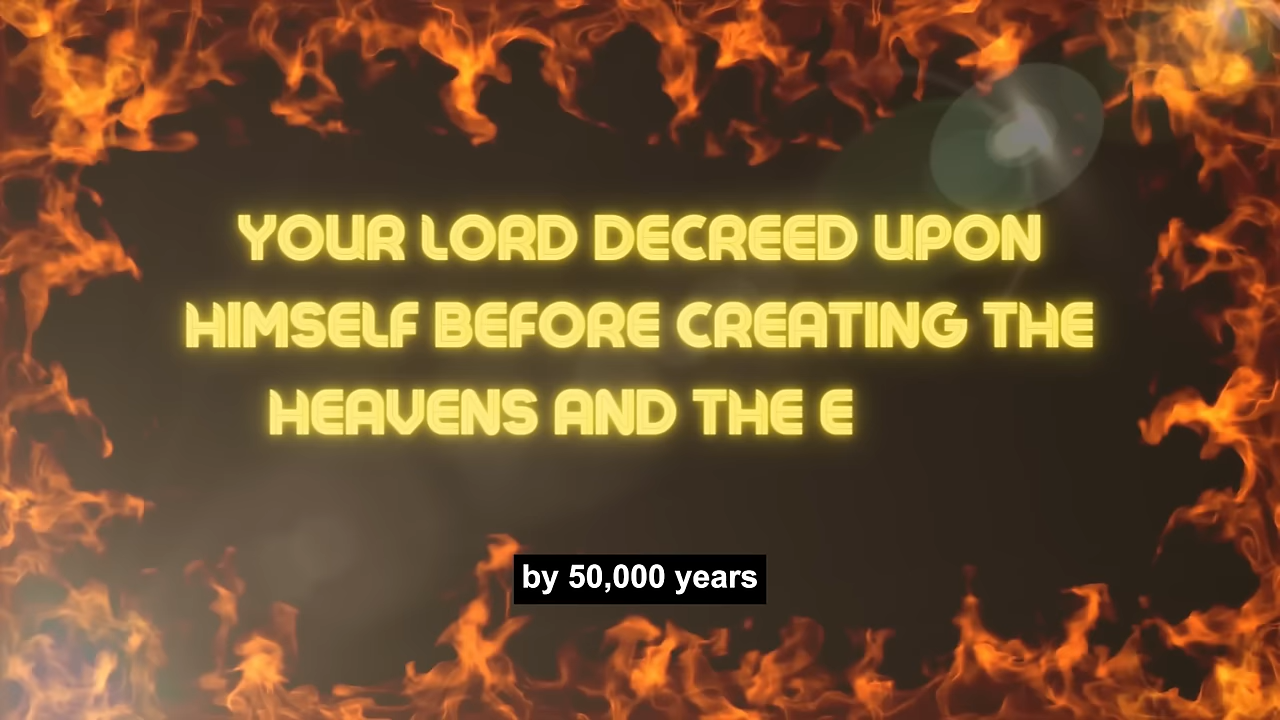 YOUR LORD DECREED UPON
HIMSELF BEFORE CREATING THE
HEAVENS AND THE E
by 50,000 years